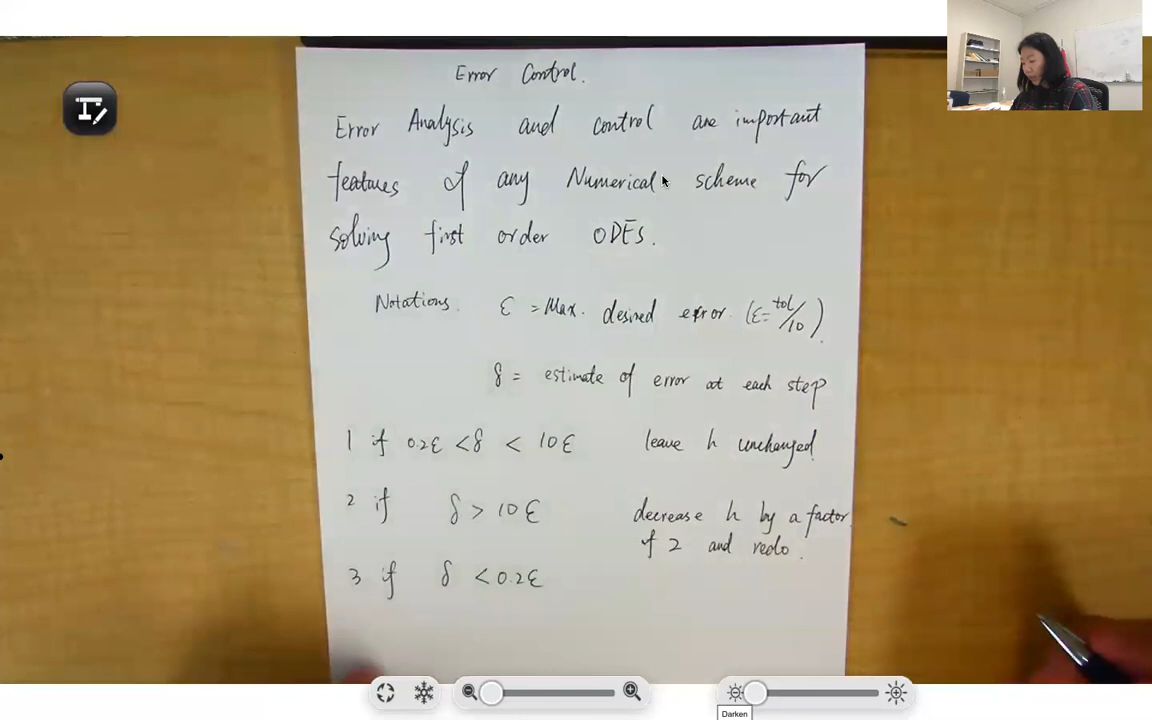 Error Control.
Error Analysis and control are important
features of any Numerical scheme for
solving first order ODEs.
Notations. ε = Max. desired error. (ε = tol/10).
δ = estimate of error at each step
1 if 0.2ε < δ < 10ε leave h unchanged
2 if δ > 10ε decrease h by a factor
of 2 and redo.
3 if δ < 0.2ε
Darken